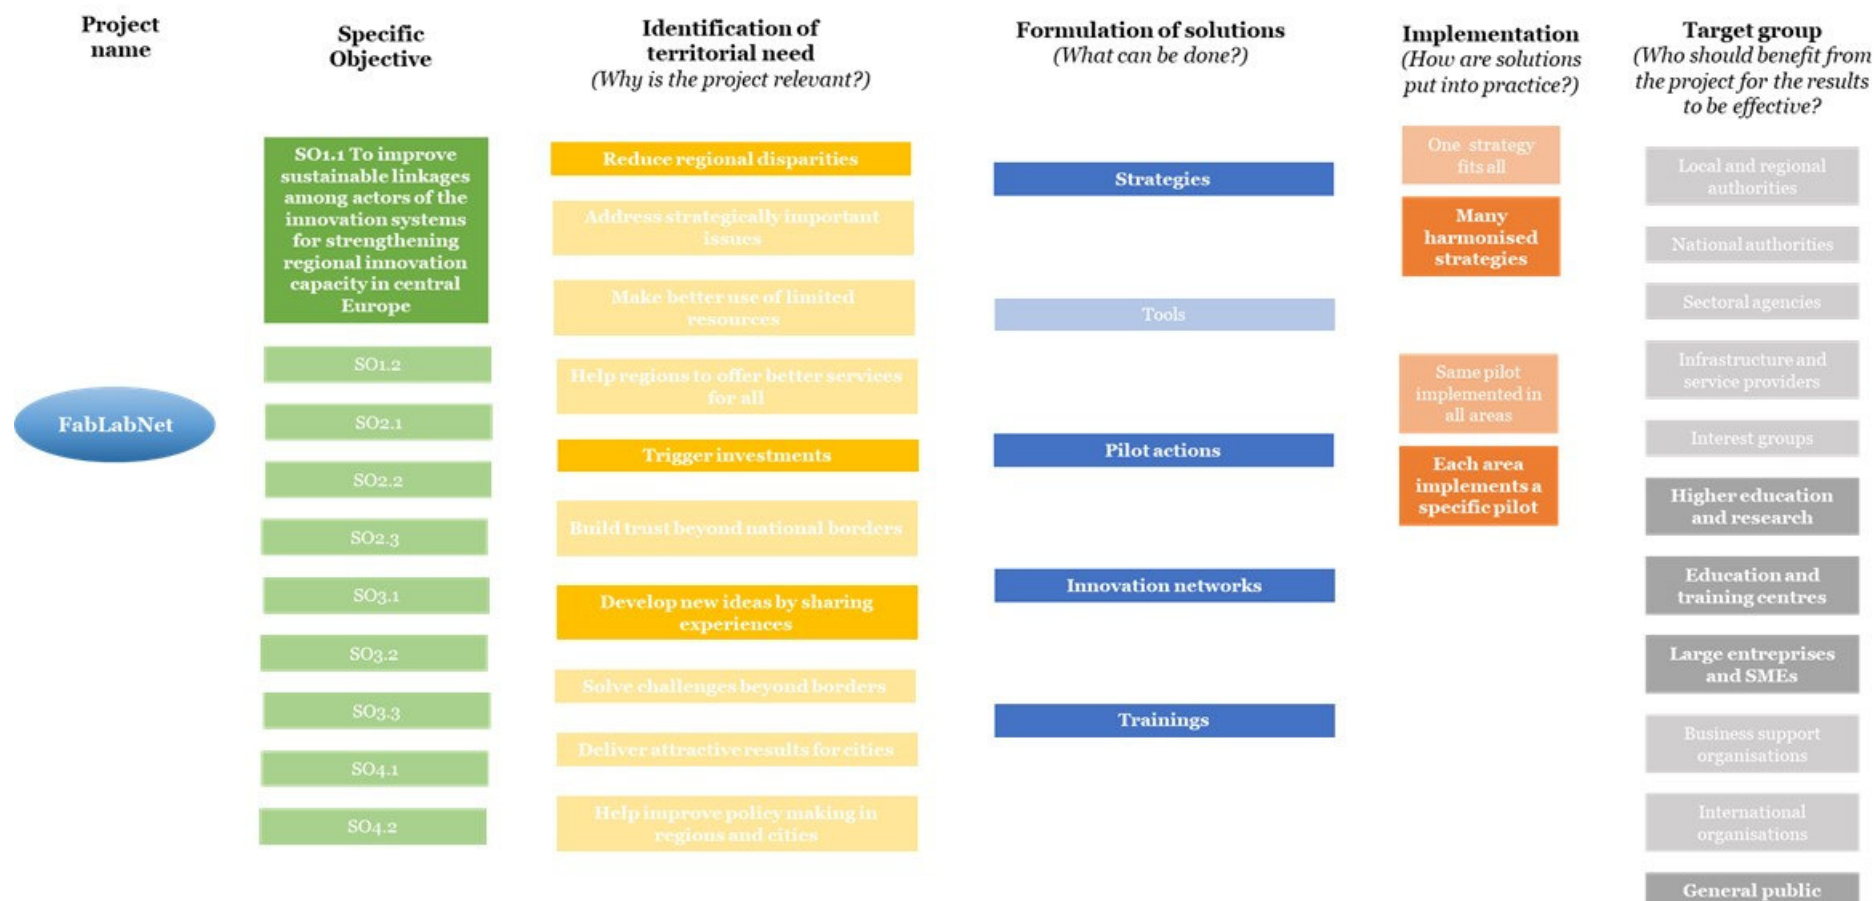 Project
name
Specific
Objective
Identification of
territorial need
(Why is the project relevant?)
Formulation of solutions
(What can be done?)
Implementation
(How are solutions
put into practice?)
Target group
(Who should benefit from
the project for the results
to be effective?
FabLabNet
SO1.1 To improve
sustainable linkages
among actors of the
innovation systems
for strengthening
regional innovation
capacity in central
Europe
SO1.2
SO2.1
SO2.2
SO2.3
SO3.1
SO3.2
SO3.3
SO4.1
SO4.2
Reduce regional disparities
Address strategically important
issues
Make better use of limited
resources
Help regions to offer better services
for all
Trigger investments
Build trust beyond national borders
Develop new ideas by sharing
experiences
Solve challenges beyond borders
Deliver attractive results for cities
Help improve policy making in
regions and cities
Strategies
Tools
Pilot actions
Innovation networks
Trainings
One strategy
fits all
Many
harmonised
strategies
Same pilot
implemented in
all areas
Each area
implements a
specific pilot
Local and regional
authorities
National authorities
Sectoral agencies
Infrastructure and
service providers
Interest groups
Higher education
and research
Education and
training centres
Large entreprises
and SMEs
Business support
organisations
International
organisations
General public